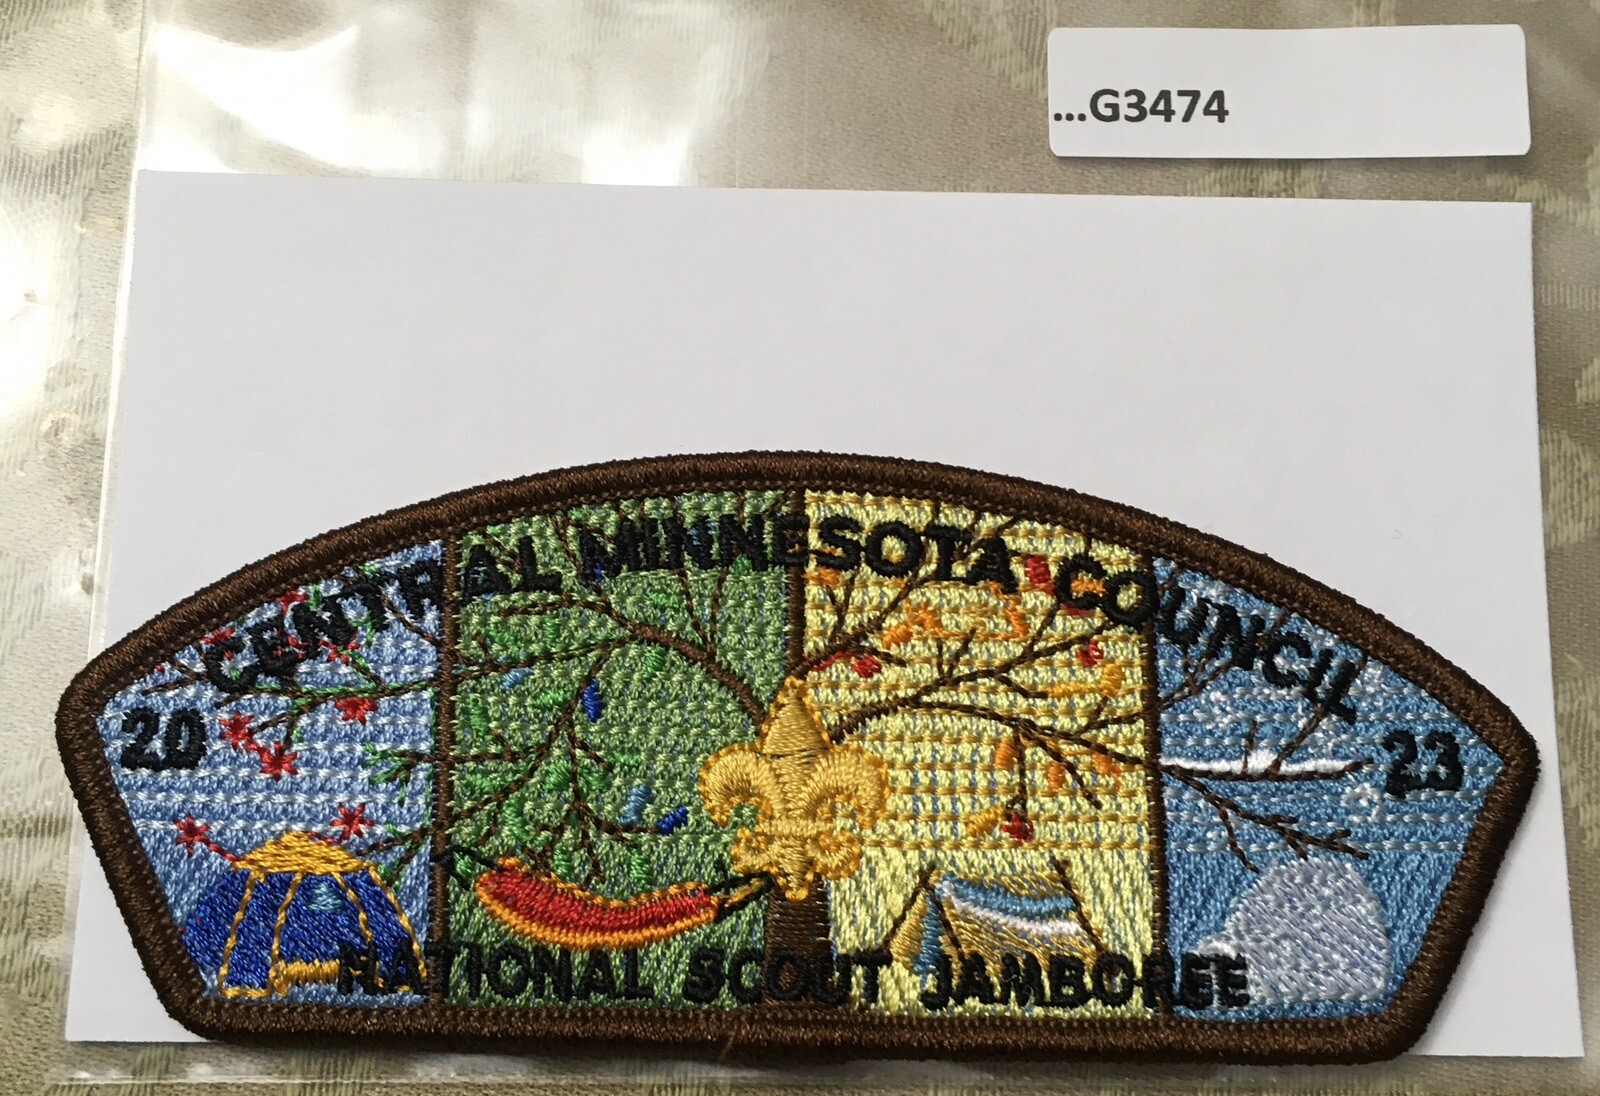 ...G3474
CENTRAL MINNESOTA COUNCIL
20 23
NATIONAL SCOUT JAMBOREE